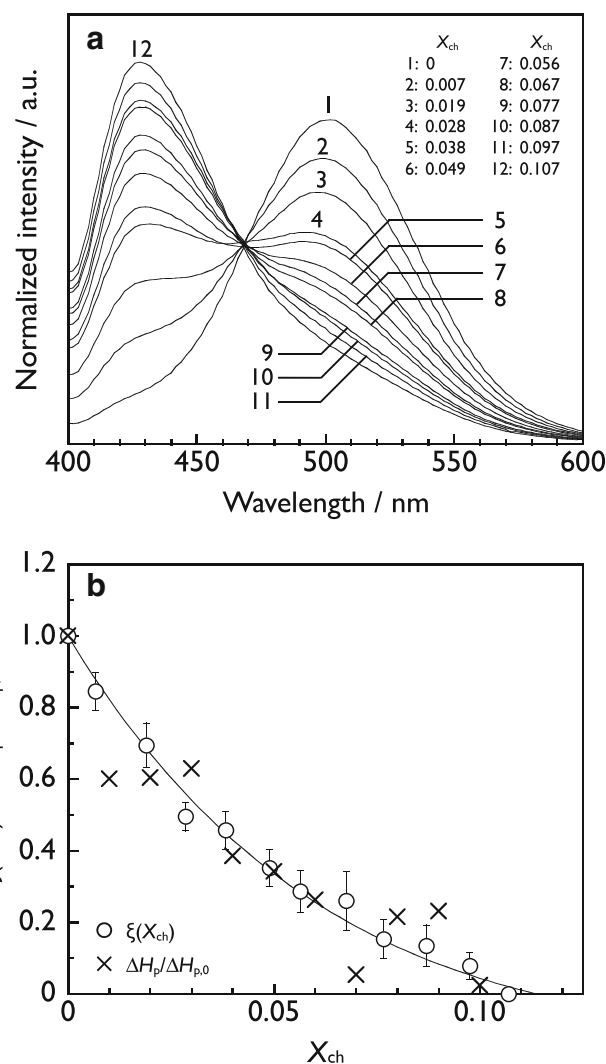 a
12
1
2
3
4
5
6
7
8
9
10
11
X_ch X_ch
1: 0 7: 0.056
2: 0.007 8: 0.067
3: 0.019 9: 0.077
4: 0.028 10: 0.087
5: 0.038 11: 0.097
6: 0.049 12: 0.107
Normalized intensity / a.u.
400 450 500 550 600
Wavelength / nm
b
1.2
1.0
0.8
0.6
0.4
0.2
0
ξ(X_ch)
ΔH_p/ΔH_p,0
0 0.05 0.10
X_ch